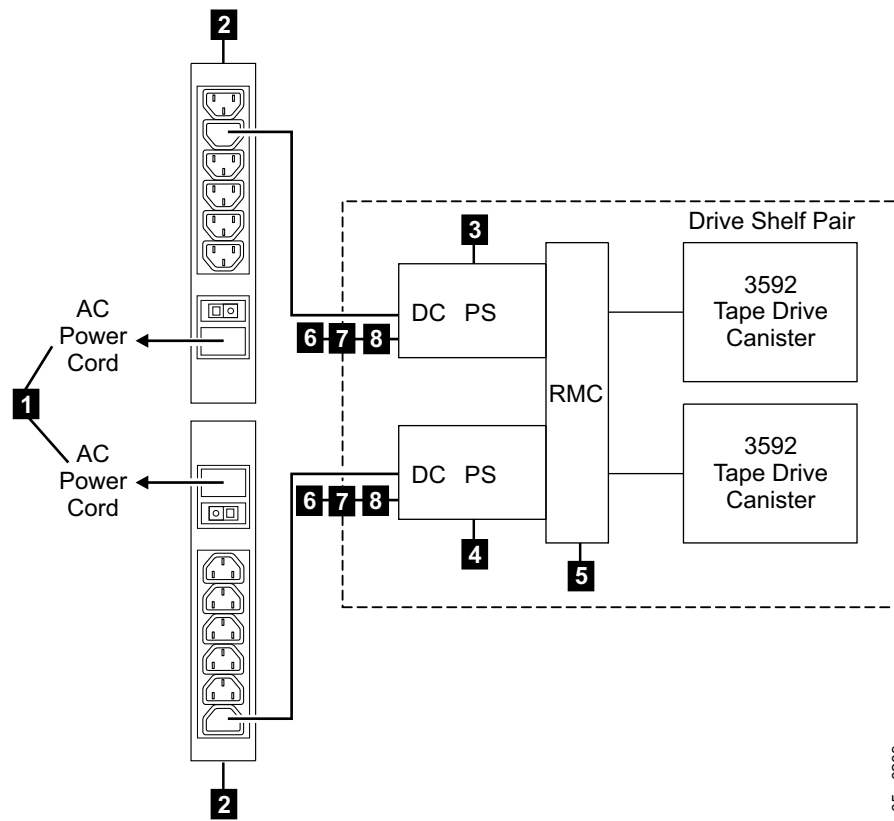 2
Drive Shelf Pair
3
3592
Tape Drive
Canister
AC
Power
Cord
DC PS
6 7 8
1
RMC
AC
Power
Cord
DC PS
6 7 8
3592
Tape Drive
Canister
4
5
2